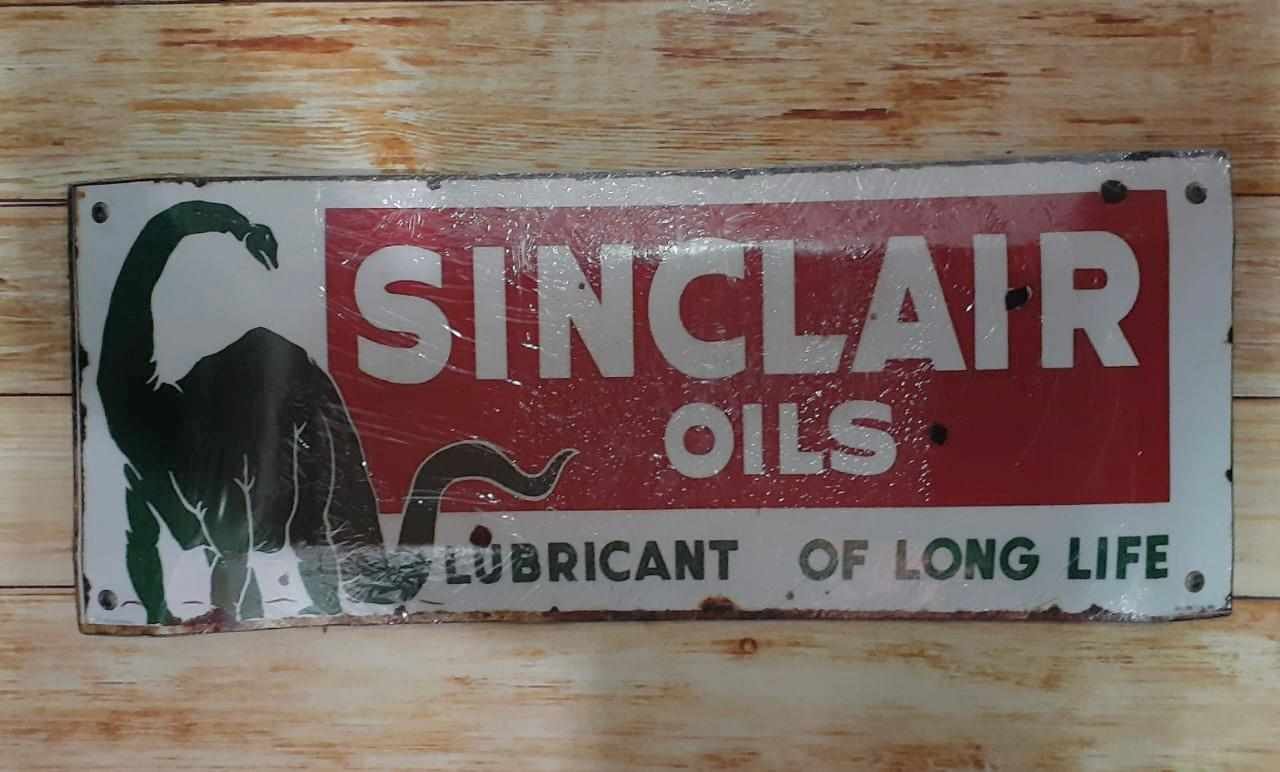 SINCLAIR
OILS
LUBRICANT OF LONG LIFE